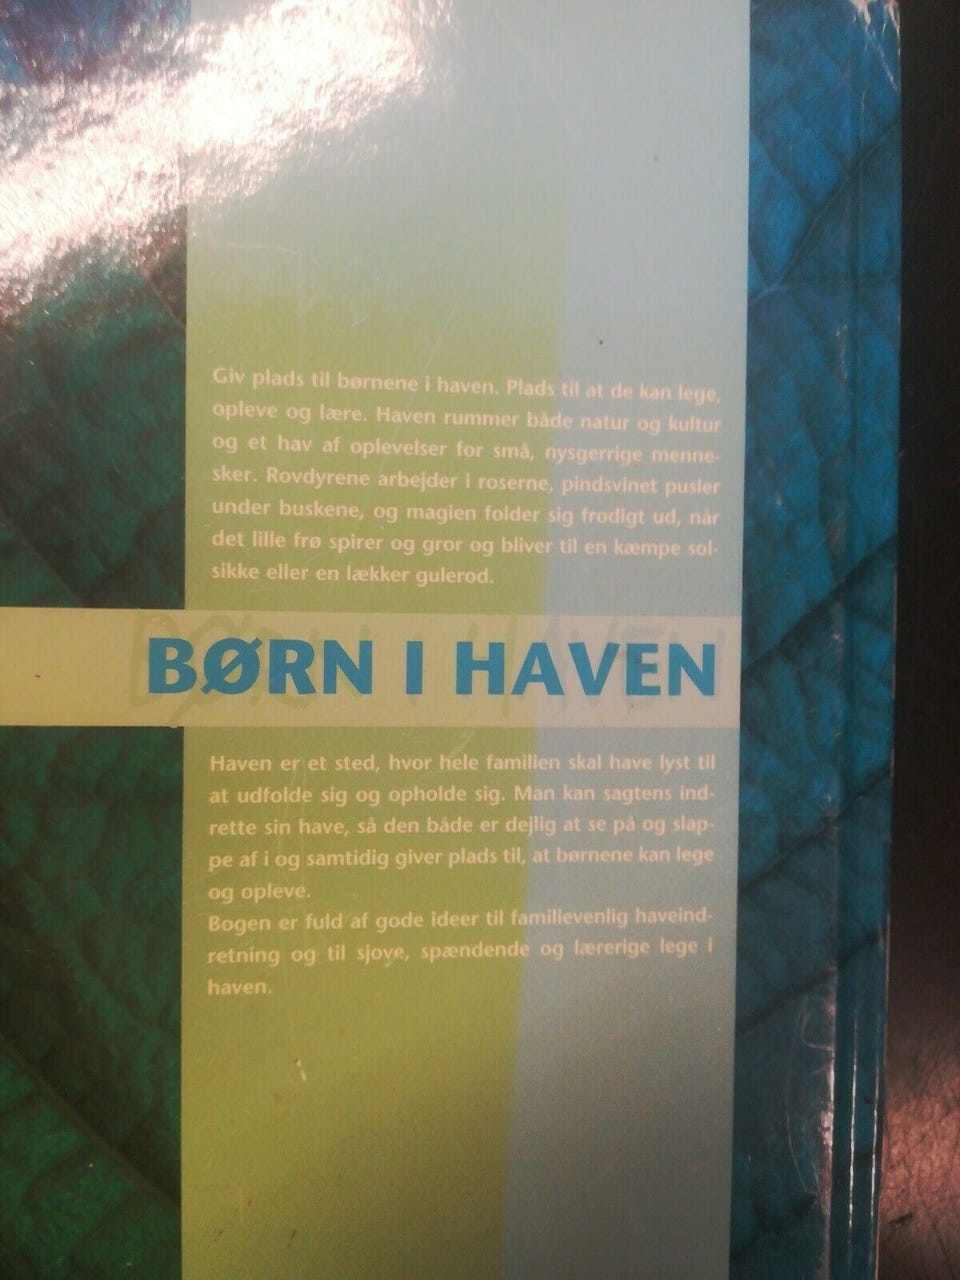 Giv plads til børnene i haven. Plads til at de kan lege,
opleve og lære. Haven rummer både natur og kultur
og et hav af oplevelser for små, nysgerrige menne-
sker. Rovdyrene arbejder i roserne, pindsvinet pusler
under buskene, og magien folder sig frodigt ud, når
det lille frø spirer og gror og bliver til en kæmpe sol-
sikke eller en lækker gulerod.
BØRN I HAVEN
Haven er et sted, hvor hele familien skal have lyst til
at udfolde sig og opholde sig. Man kan sagtens ind-
rette sin have, så den både er dejlig at se på og slap-
pe af i og samtidig giver plads til, at børnene kan lege
og opleve.
Bogen er fuld af gode ideer til familievenlig haveind-
retning og til sjove, spændende og lærerige lege i
haven.